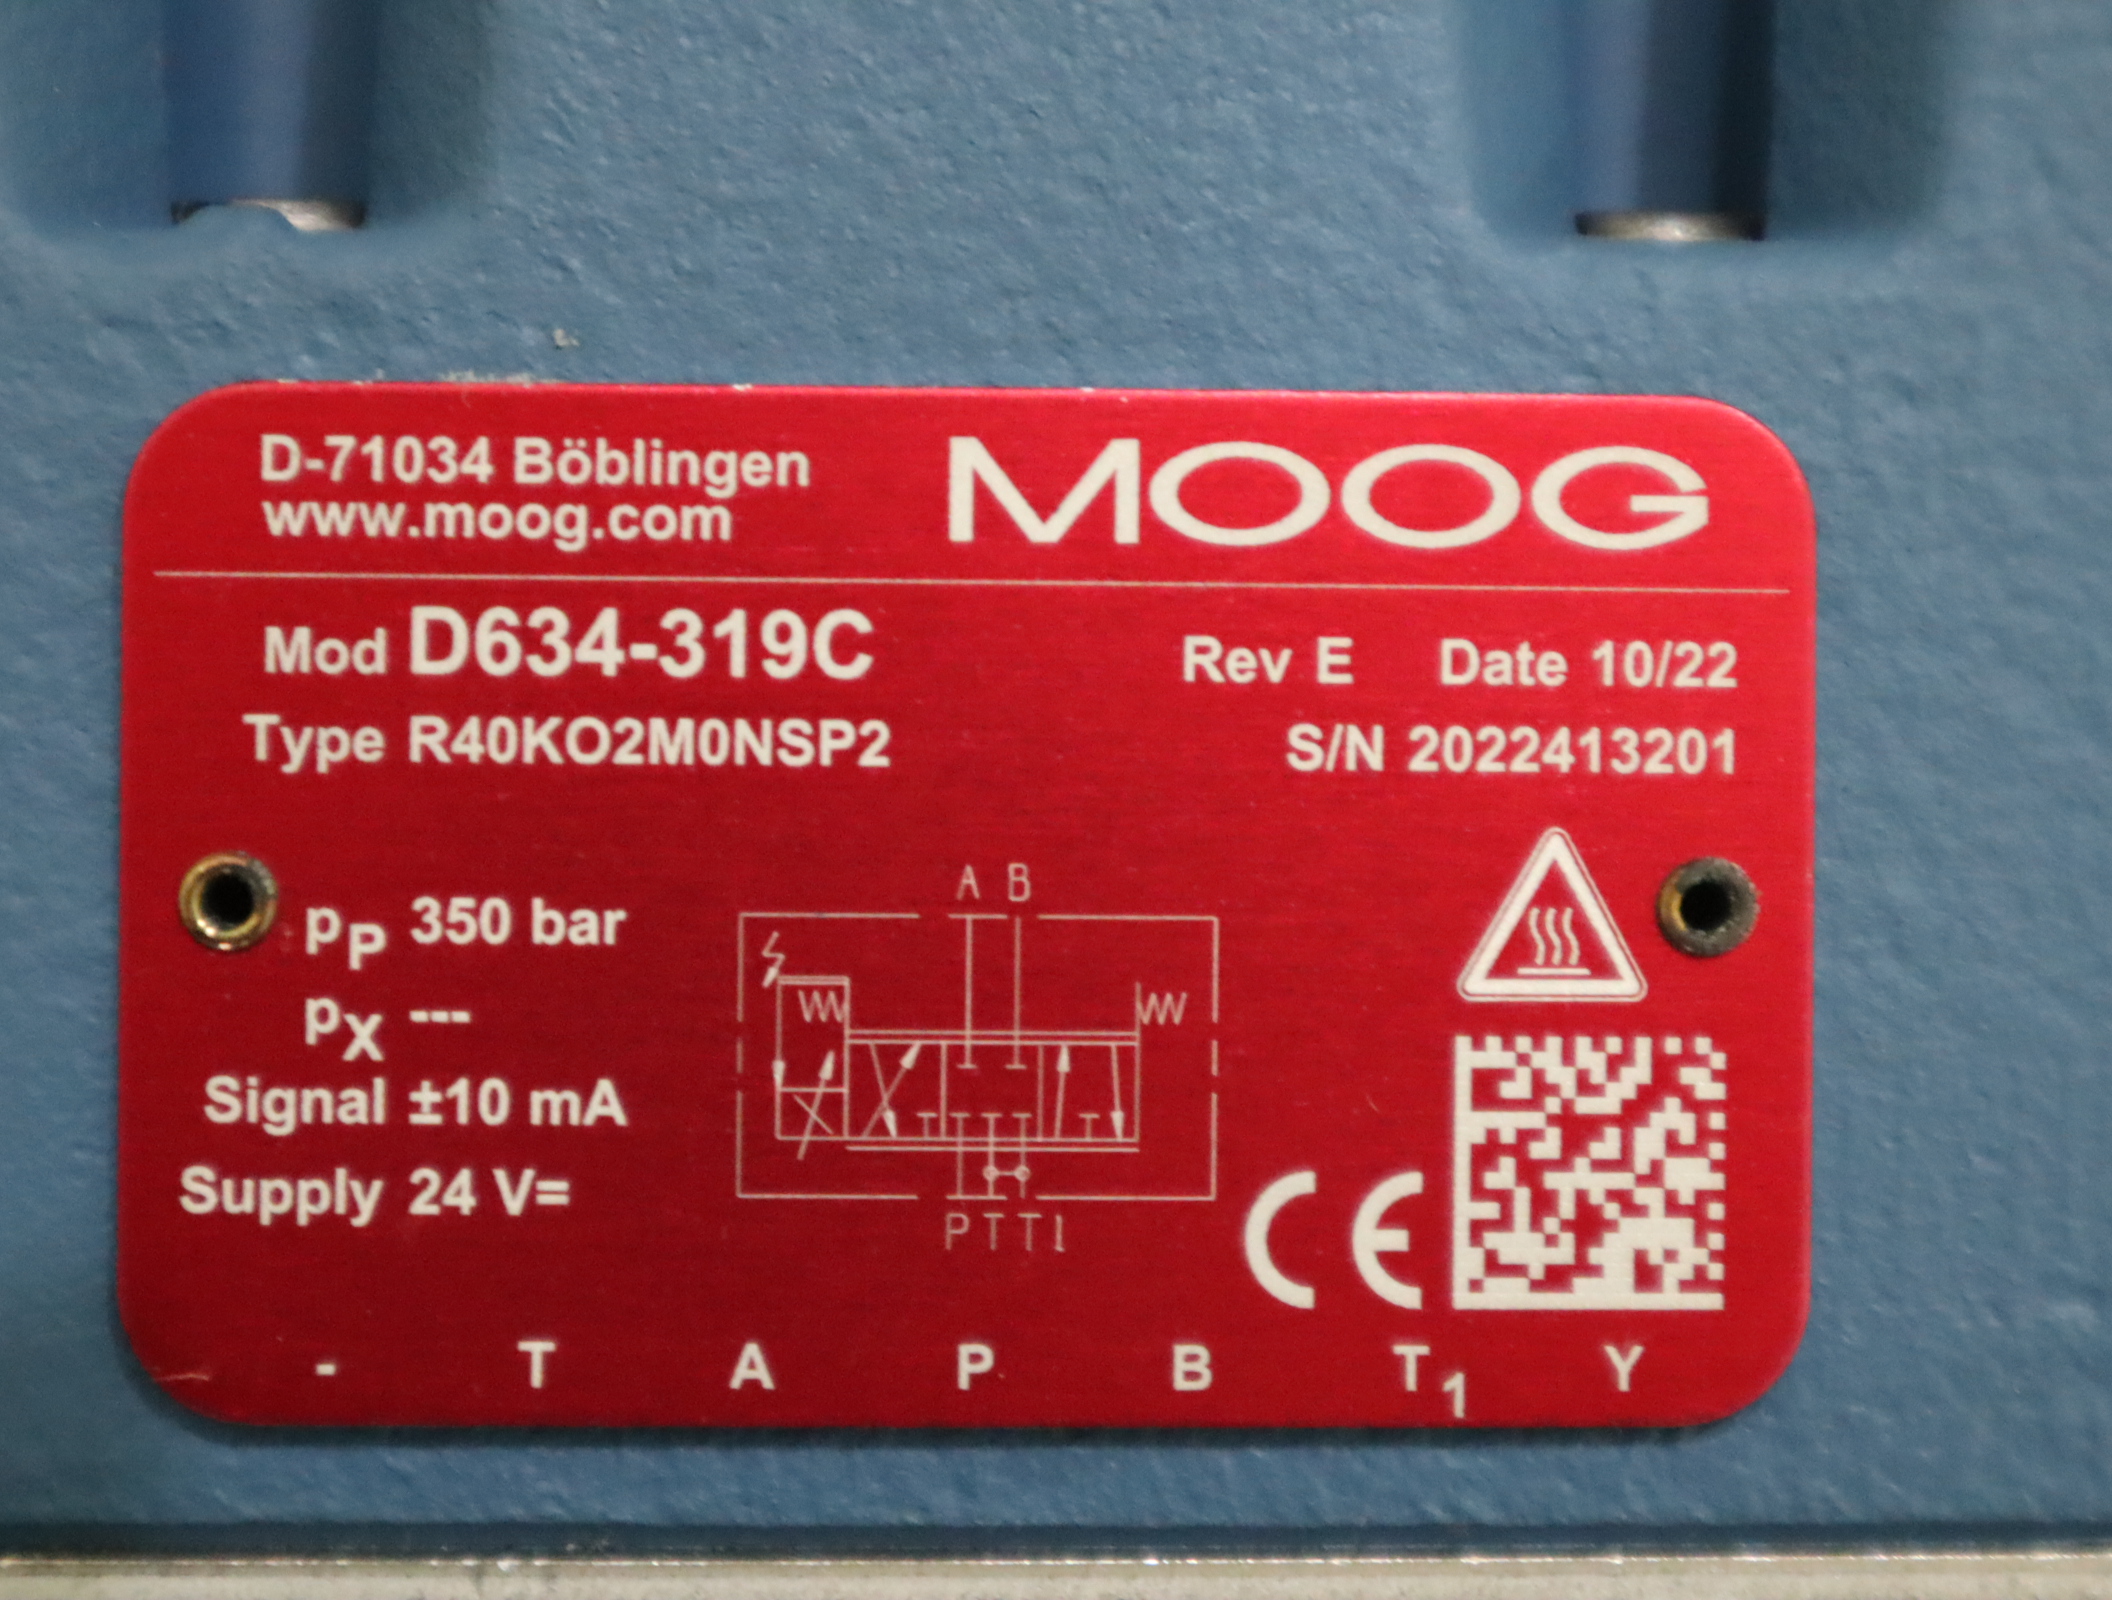 D-71034 Böblingen
www.moog.com
MOOG
Mod D634-319C
Rev E Date 10/22
Type R40KO2M0NSP2
S/N 2022413201
A B
pP 350 bar
pX ---
Signal ±10 mA
Supply 24 V=
P T T1
CE
- T A P B T1 Y